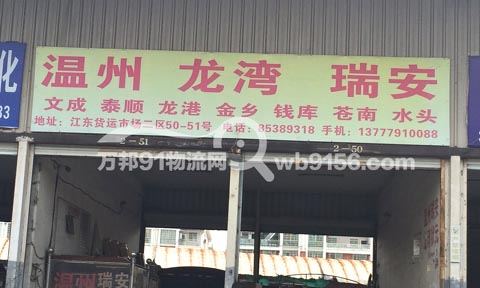 温州 龙湾 瑞安
文成 泰顺 龙港 金乡 钱库 苍南 水头
地址：江东货运市场二区50-51号 电话：85389318 手机：13777910088
2-51
2-50
万邦91物流网 wb9156.com
化
33
温州瑞安